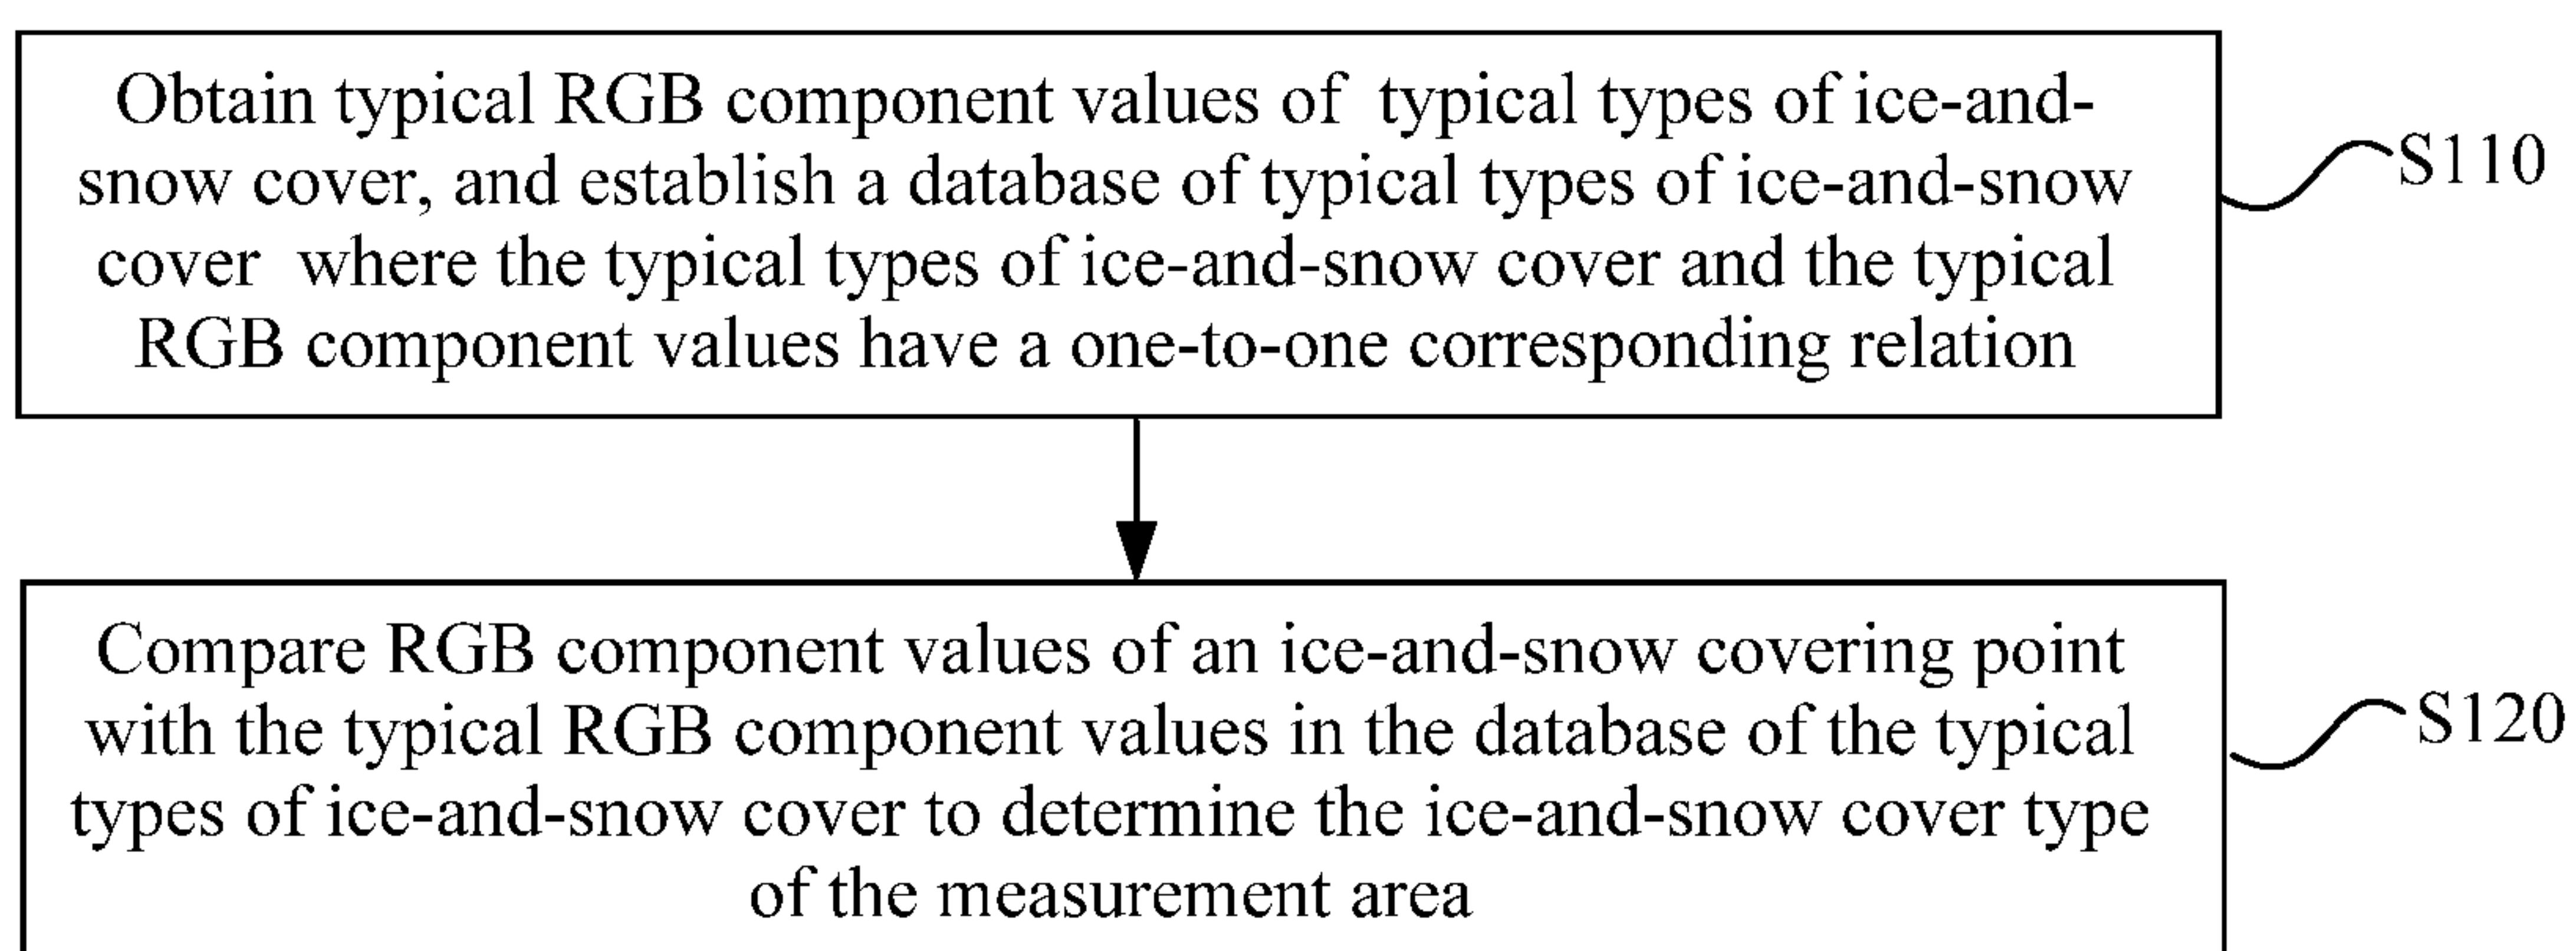 Obtain typical RGB component values of typical types of ice-and-
snow cover, and establish a database of typical types of ice-and-snow
cover where the typical types of ice-and-snow cover and the typical
RGB component values have a one-to-one corresponding relation
S110
Compare RGB component values of an ice-and-snow covering point
with the typical RGB component values in the database of the typical
types of ice-and-snow cover to determine the ice-and-snow cover type
of the measurement area
S120